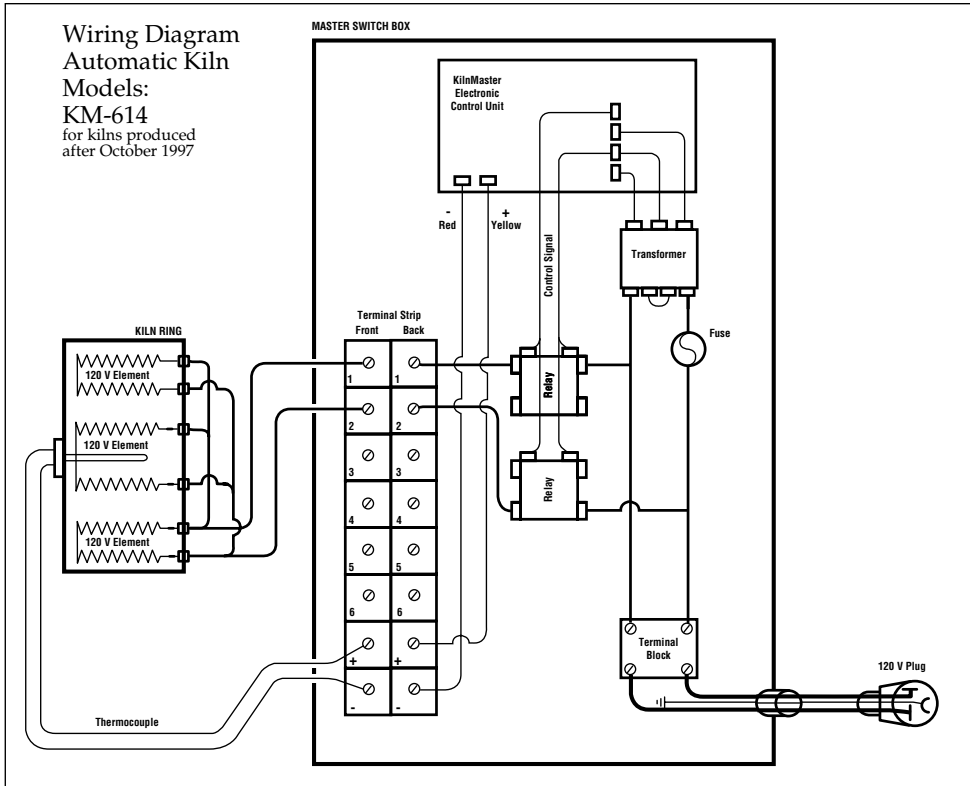 Wiring Diagram
Automatic Kiln
Models:
KM-614
for kilns produced
after October 1997
MASTER SWITCH BOX
KilnMaster
Electronic
Control Unit
-
Red
+
Yellow
Control Signal
Transformer
Fuse
Terminal Strip
Front Back
KILN RING
120 V Element
120 V Element
120 V Element
1 1
2 2
3 3
4 4
5 5
6 6
+ +
- -
Relay
Relay
Terminal
Block
120 V Plug
Thermocouple